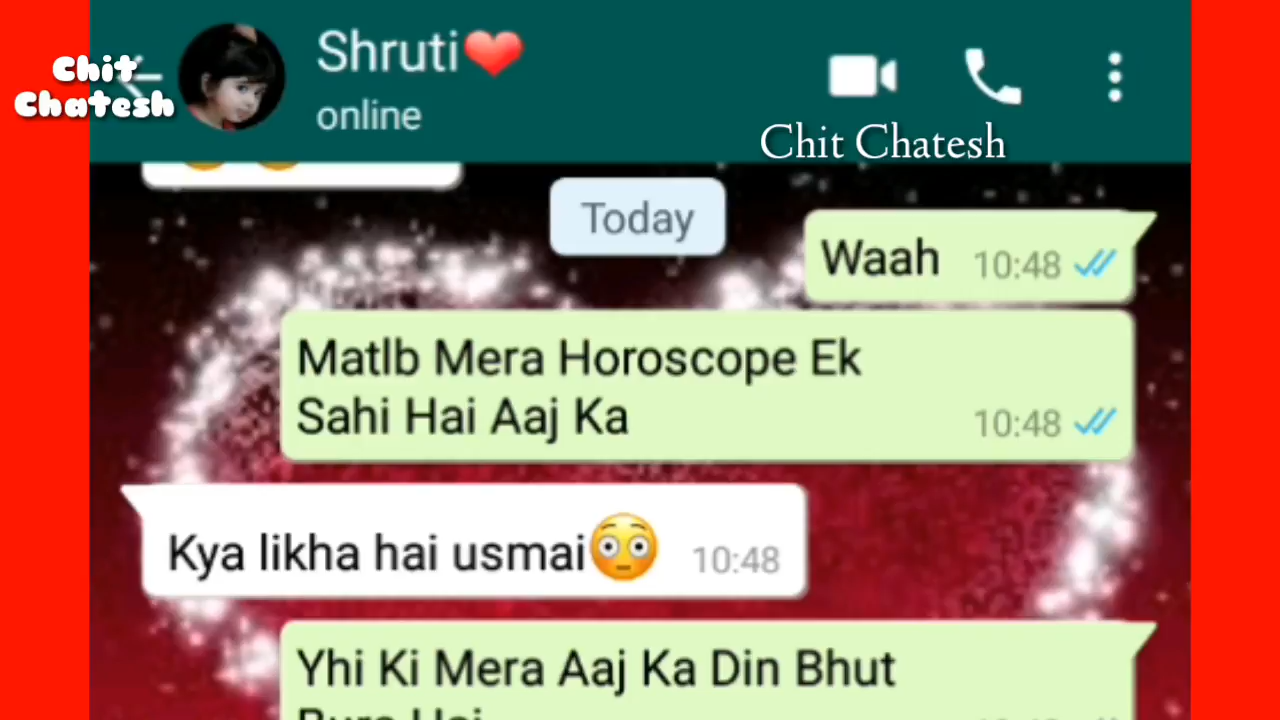 Chit
Chatesh
Shruti❤
online
Chit Chatesh
Today
Waah 10:48
Matlb Mera Horoscope Ek
Sahi Hai Aaj Ka 10:48
Kya likha hai usmai😳 10:48
Yhi Ki Mera Aaj Ka Din Bhut